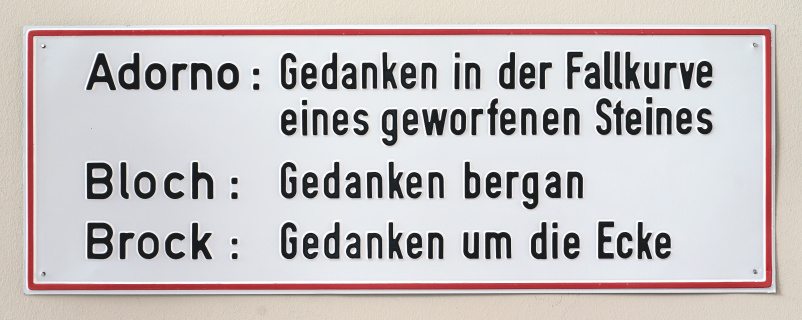 Adorno: Gedanken in der Fallkurve
eines geworfenen Steines
Bloch: Gedanken bergan
Brock: Gedanken um die Ecke